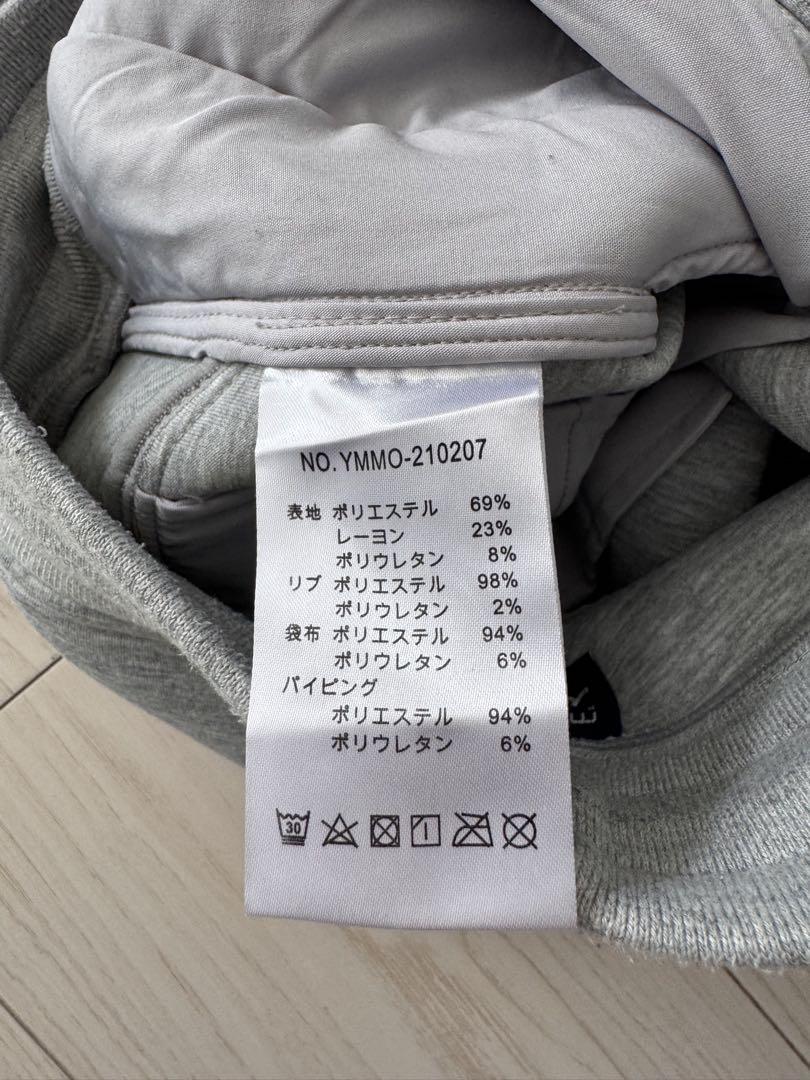 NO.YMMO-210207
表地 ポリエステル 69%
レーヨン 23%
ポリウレタン 8%
リブ ポリエステル 98%
ポリウレタン 2%
袋布 ポリエステル 94%
ポリウレタン 6%
パイピング
ポリエステル 94%
ポリウレタン 6%
30